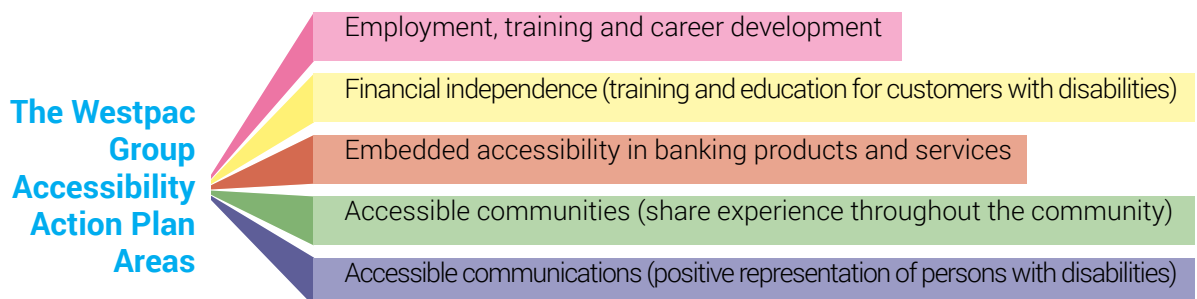 The Westpac
Group
Accessibility
Action Plan
Areas
Employment, training and career development
Financial independence (training and education for customers with disabilities)
Embedded accessibility in banking products and services
Accessible communities (share experience throughout the community)
Accessible communications (positive representation of persons with disabilities)